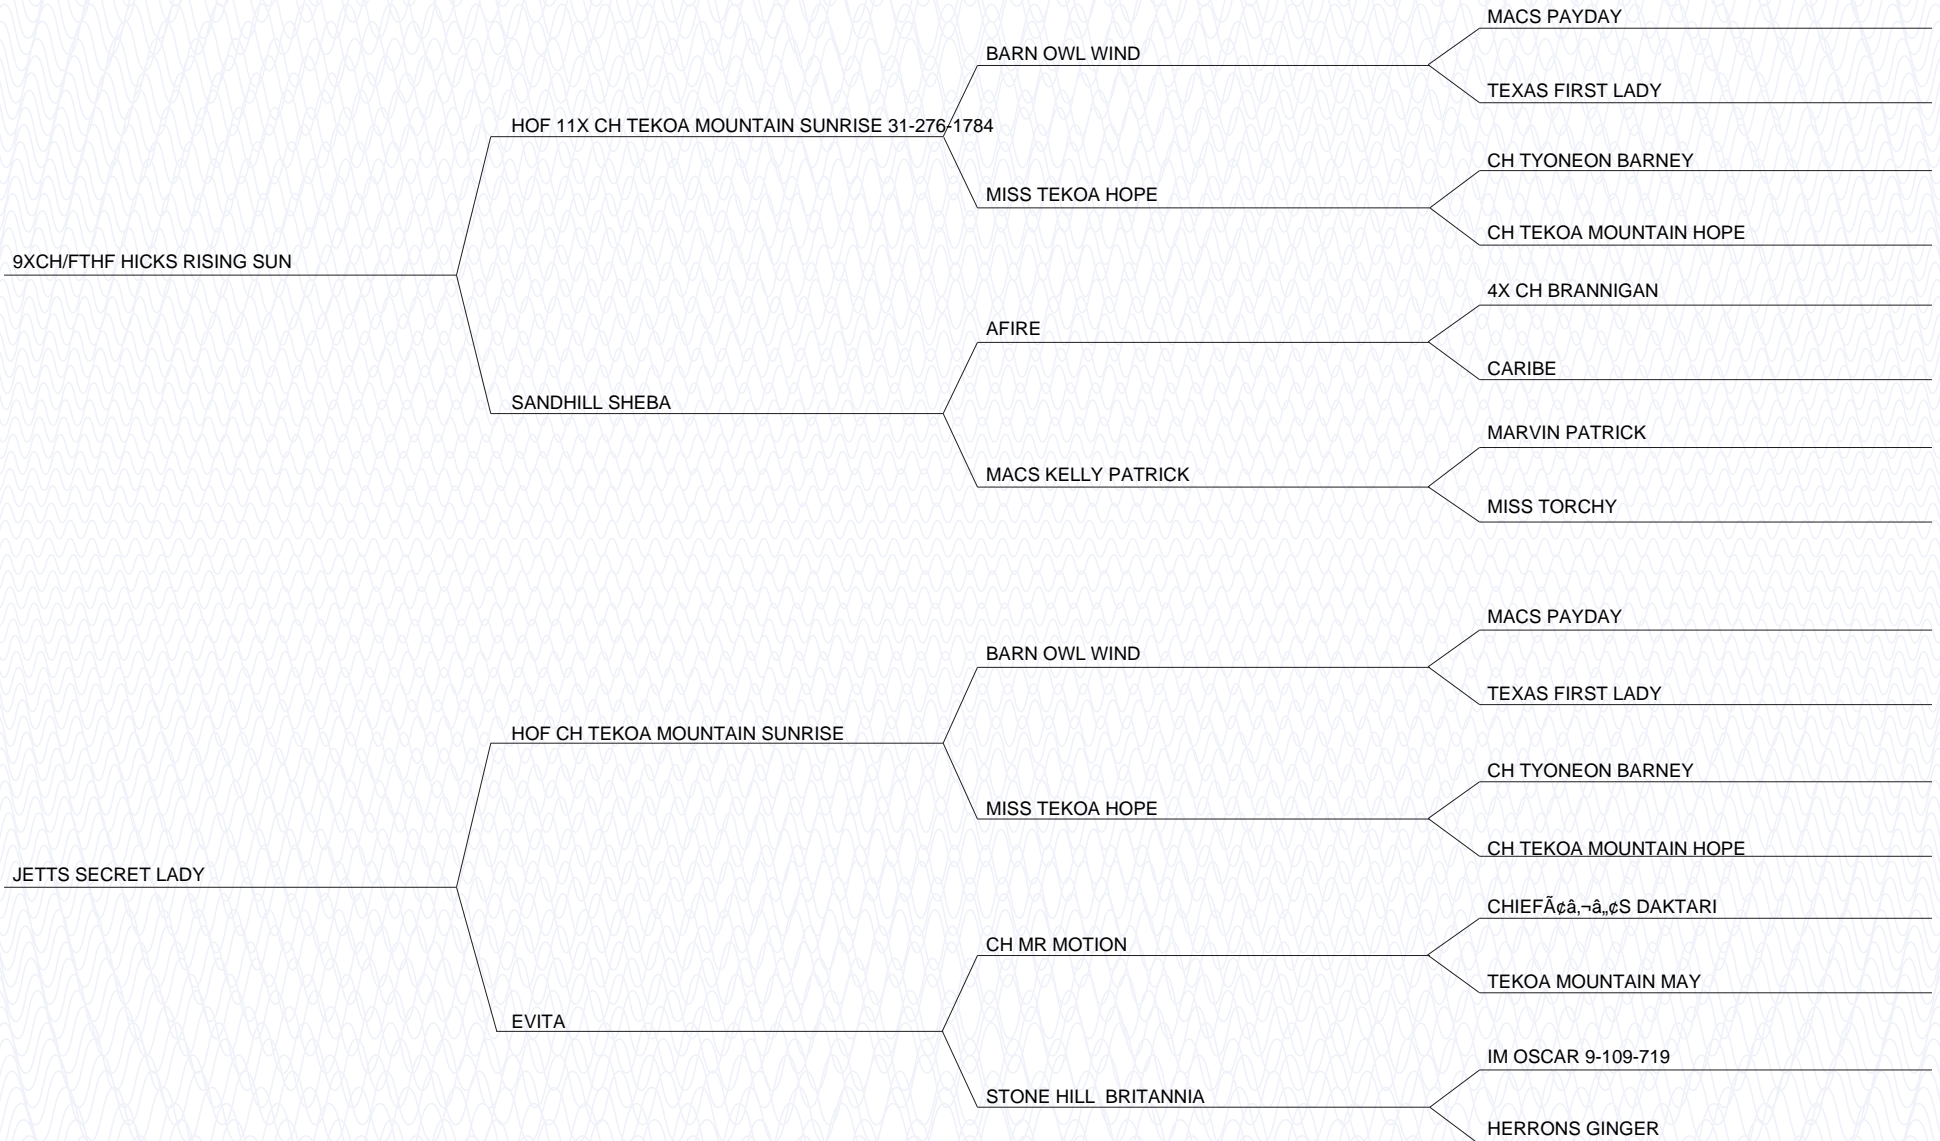 MACS PAYDAY
BARN OWL WIND
TEXAS FIRST LADY
HOF 11X CH TEKOA MOUNTAIN SUNRISE 31-276-1784
CH TYONEON BARNEY
MISS TEKOA HOPE
CH TEKOA MOUNTAIN HOPE
9XCH/FTHF HICKS RISING SUN
4X CH BRANNIGAN
AFIRE
CARIBE
SANDHILL SHEBA
MARVIN PATRICK
MACS KELLY PATRICK
MISS TORCHY
MACS PAYDAY
BARN OWL WIND
TEXAS FIRST LADY
HOF CH TEKOA MOUNTAIN SUNRISE
CH TYONEON BARNEY
MISS TEKOA HOPE
CH TEKOA MOUNTAIN HOPE
JETTS SECRET LADY
CHIEFÃ¢â‚¬â„¢S DAKTARI
CH MR MOTION
TEKOA MOUNTAIN MAY
EVITA
IM OSCAR 9-109-719
STONE HILL  BRITANNIA
HERRONS GINGER